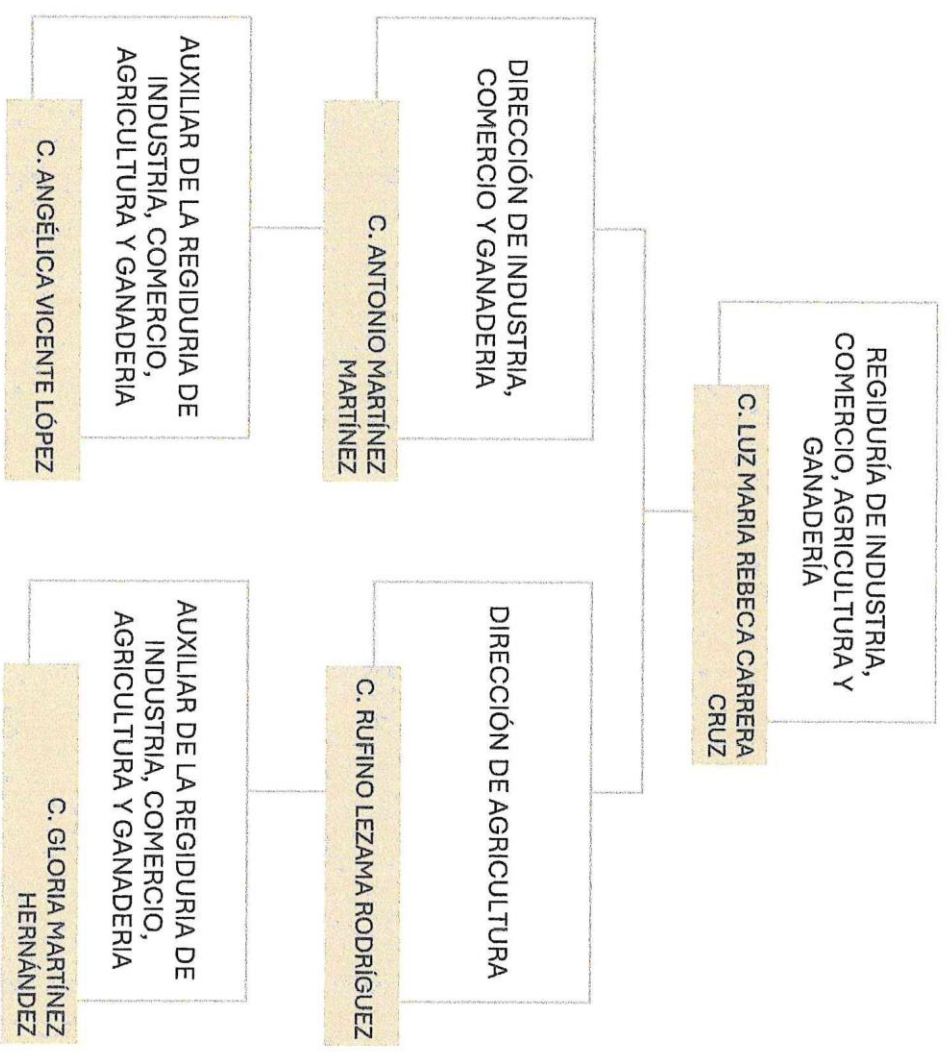 REGIDURÍA DE INDUSTRIA,
COMERCIO, AGRICULTURA Y
GANADERÍA
C. LUZ MARIA REBECA CARRERA
CRUZ
DIRECCIÓN DE INDUSTRIA,
COMERCIO Y GANADERIA
C. ANTONIO MARTÍNEZ
MARTÍNEZ
DIRECCIÓN DE AGRICULTURA
C. RUFINO LEZAMA RODRÍGUEZ
AUXILIAR DE LA REGIDURIA DE
INDUSTRIA, COMERCIO,
AGRICULTURA Y GANADERIA
C. ANGÉLICA VICENTE LÓPEZ
AUXILIAR DE LA REGIDURIA DE
INDUSTRIA, COMERCIO,
AGRICULTURA Y GANADERIA
C. GLORIA MARTÍNEZ
HERNÁNDEZ